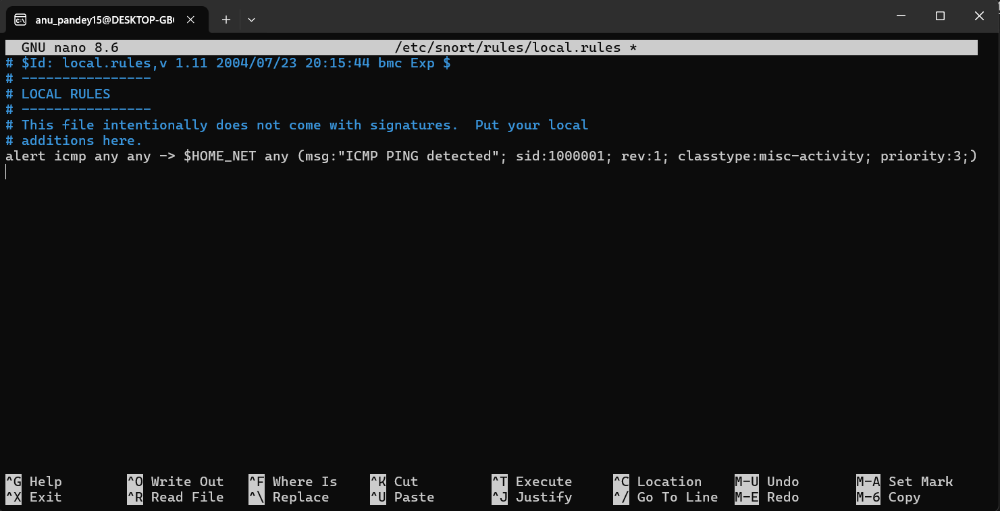 anu_pandey15@DESKTOP-GB
GNU nano 8.6 /etc/snort/rules/local.rules *
# $Id: local.rules,v 1.11 2004/07/23 20:15:44 bmc Exp $
# ----------------
# LOCAL RULES
# ----------------
# This file intentionally does not come with signatures.  Put your local
# additions here.
alert icmp any any -> $HOME_NET any (msg:"ICMP PING detected"; sid:1000001; rev:1; classtype:misc-activity; priority:3;)
^G Help ^O Write Out ^F Where Is ^K Cut ^T Execute ^C Location M-U Undo M-A Set Mark
^X Exit ^R Read File ^\ Replace ^U Paste ^J Justify ^/ Go To Line M-E Redo M-6 Copy